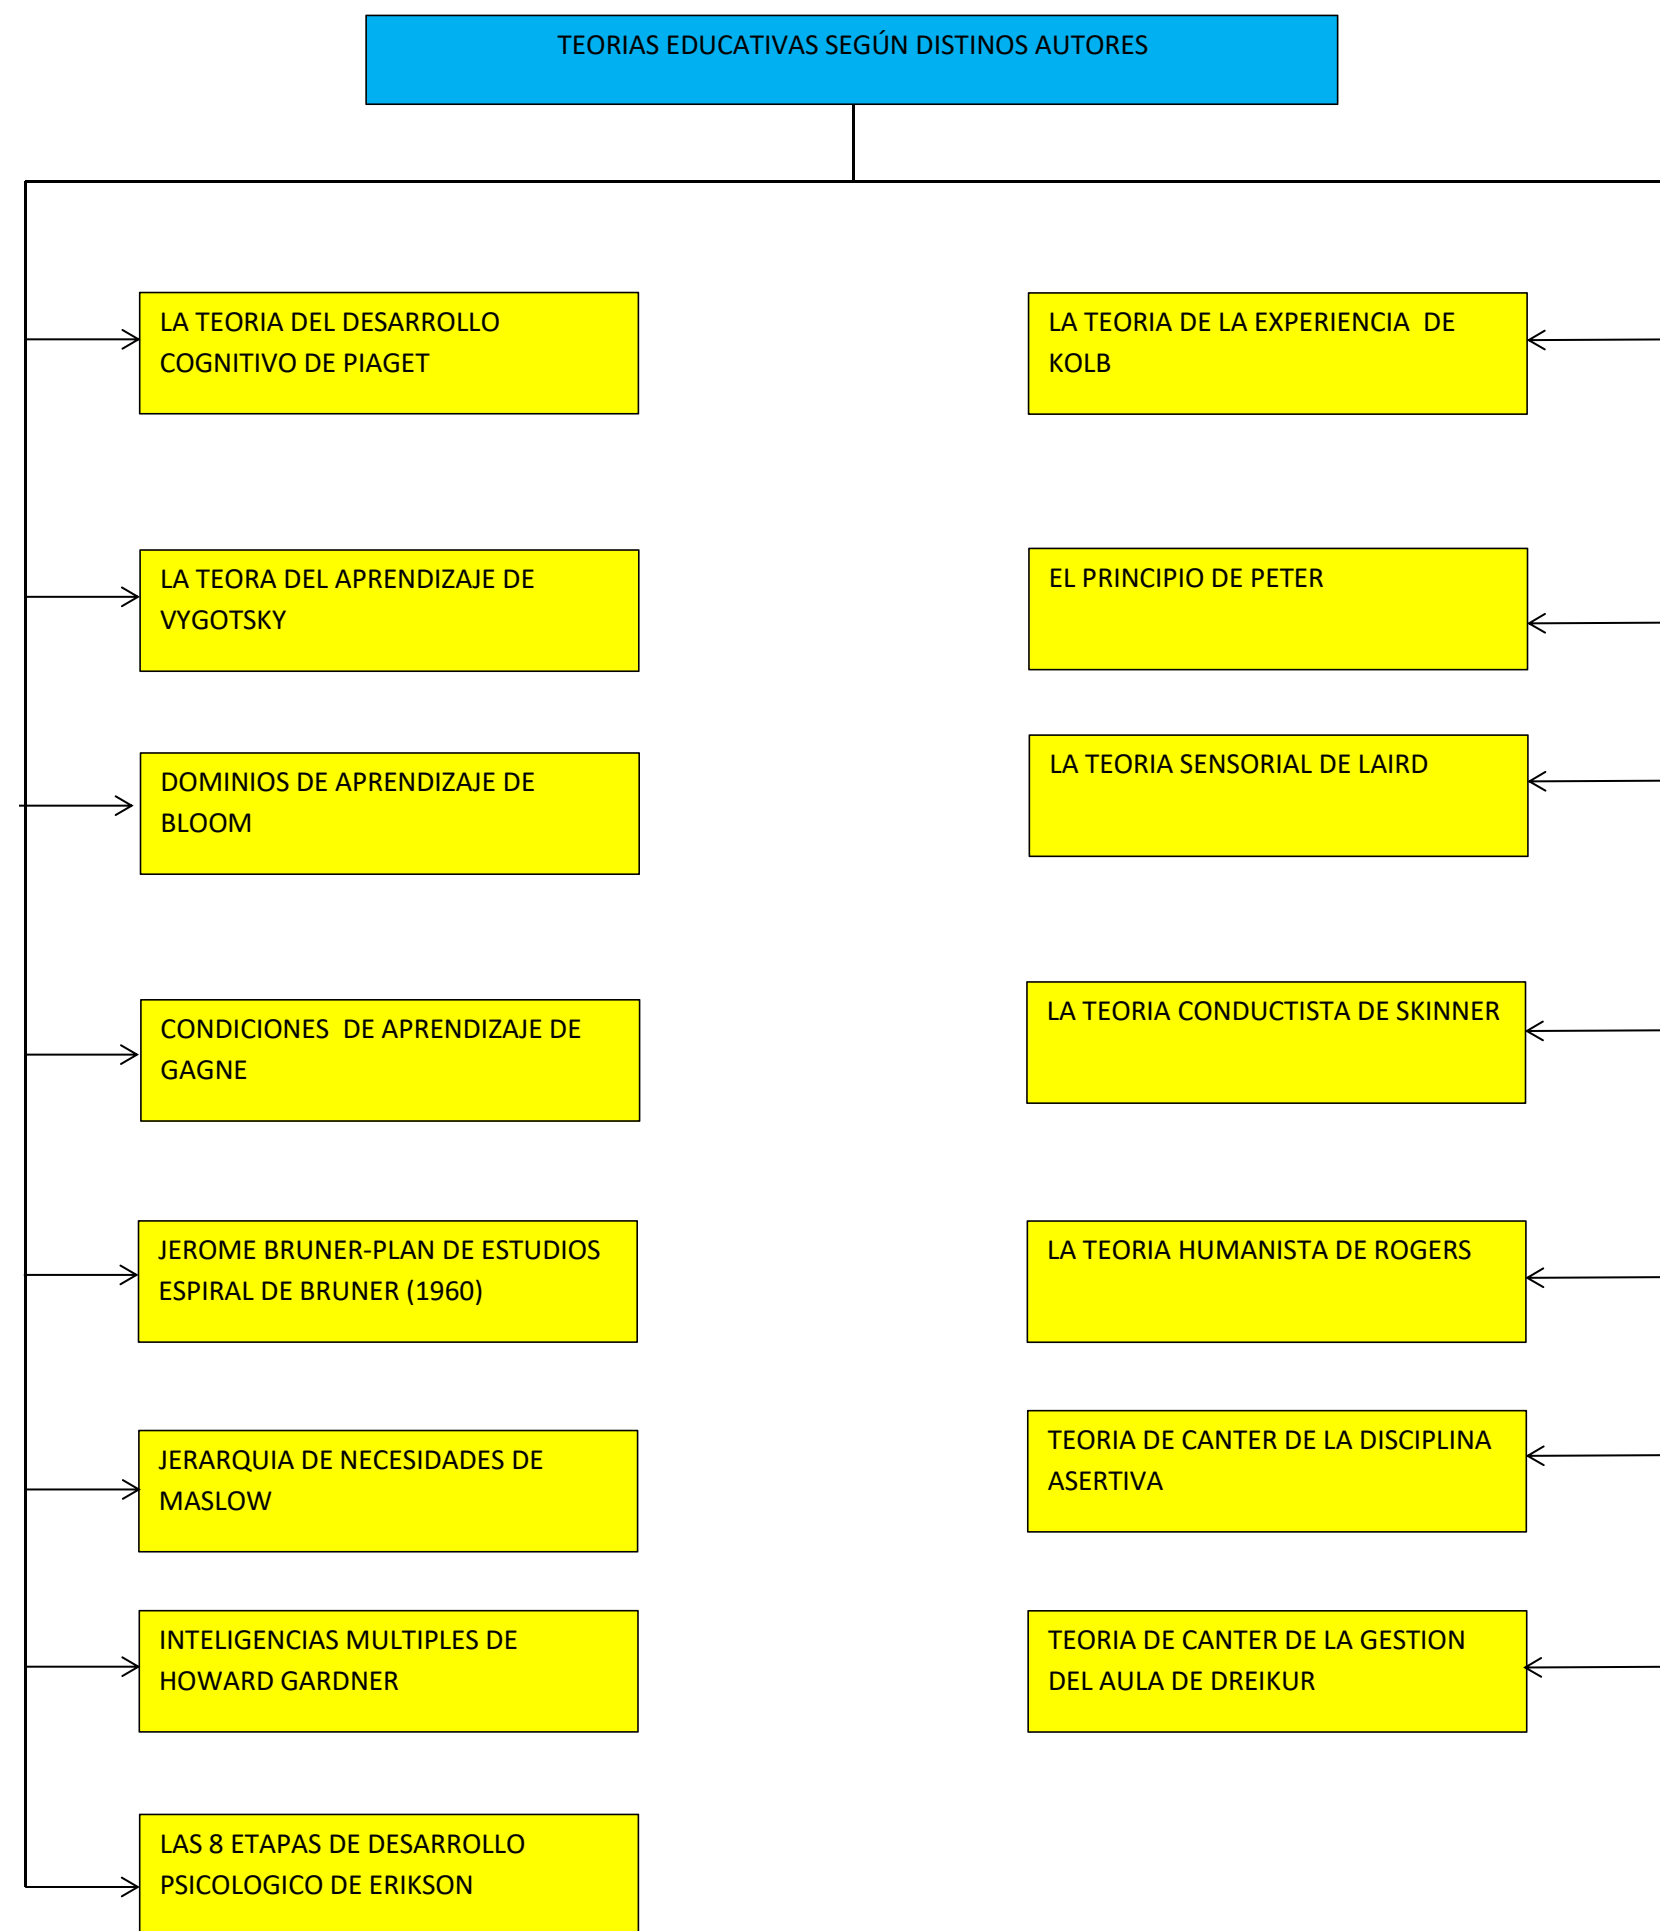 TEORIAS EDUCATIVAS SEGÚN DISTINOS AUTORES
LA TEORIA DEL DESARROLLO
COGNITIVO DE PIAGET
LA TEORA DEL APRENDIZAJE DE
VYGOTSKY
DOMINIOS DE APRENDIZAJE DE
BLOOM
CONDICIONES DE APRENDIZAJE DE
GAGNE
JEROME BRUNER-PLAN DE ESTUDIOS
ESPIRAL DE BRUNER (1960)
JERARQUIA DE NECESIDADES DE
MASLOW
INTELIGENCIAS MULTIPLES DE
HOWARD GARDNER
LAS 8 ETAPAS DE DESARROLLO
PSICOLOGICO DE ERIKSON
LA TEORIA DE LA EXPERIENCIA DE
KOLB
EL PRINCIPIO DE PETER
LA TEORIA SENSORIAL DE LAIRD
LA TEORIA CONDUCTISTA DE SKINNER
LA TEORIA HUMANISTA DE ROGERS
TEORIA DE CANTER DE LA DISCIPLINA
ASERTIVA
TEORIA DE CANTER DE LA GESTION
DEL AULA DE DREIKUR